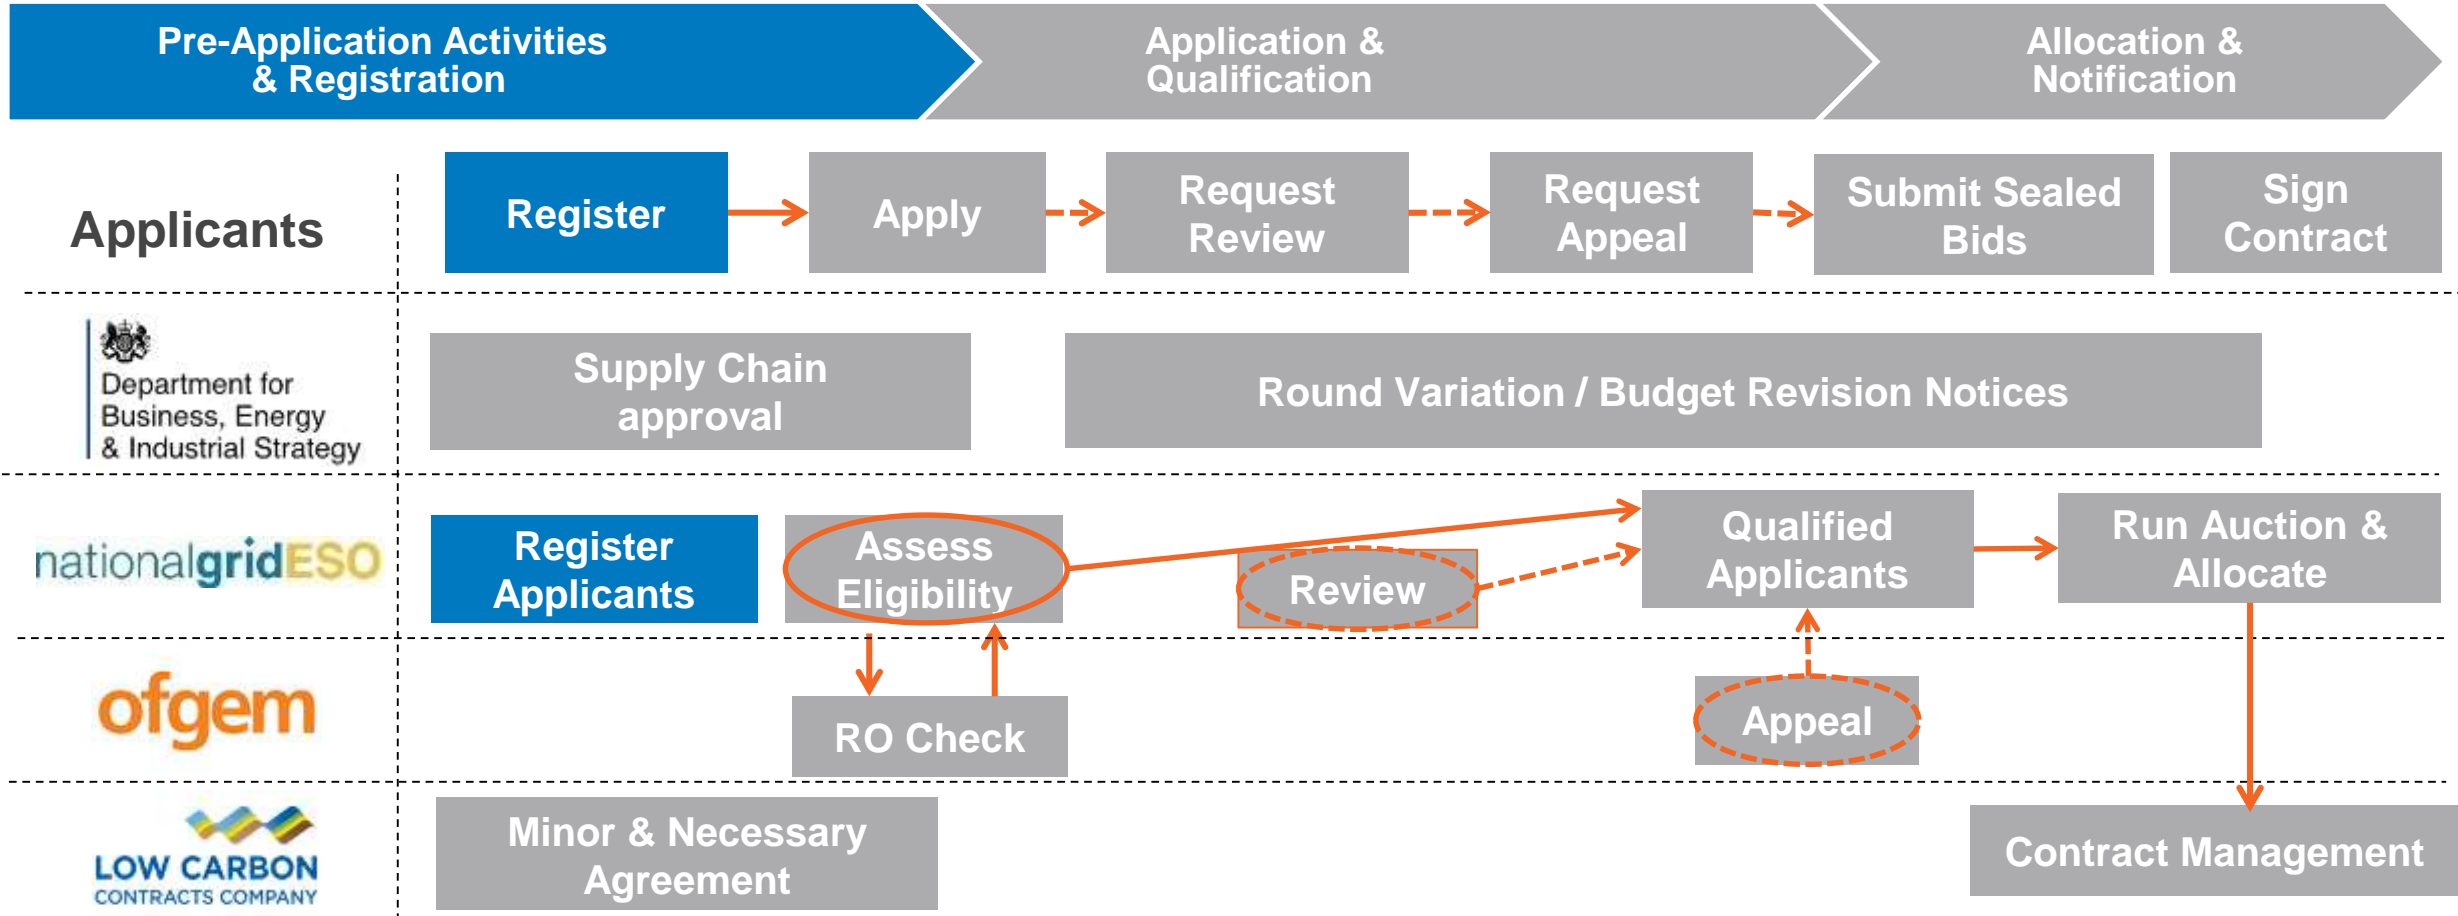 Pre-Application Activities
& Registration
Application &
Qualification
Allocation &
Notification
Applicants
Register
Apply
Request
Review
Request
Appeal
Submit Sealed
Bids
Sign
Contract
Department for
Business, Energy
& Industrial Strategy
Supply Chain
approval
Round Variation / Budget Revision Notices
nationalgridESO
Register
Applicants
Assess
Eligibility
Review
Qualified
Applicants
Run Auction &
Allocate
ofgem
RO Check
Appeal
LOW CARBON
CONTRACTS COMPANY
Minor & Necessary
Agreement
Contract Management